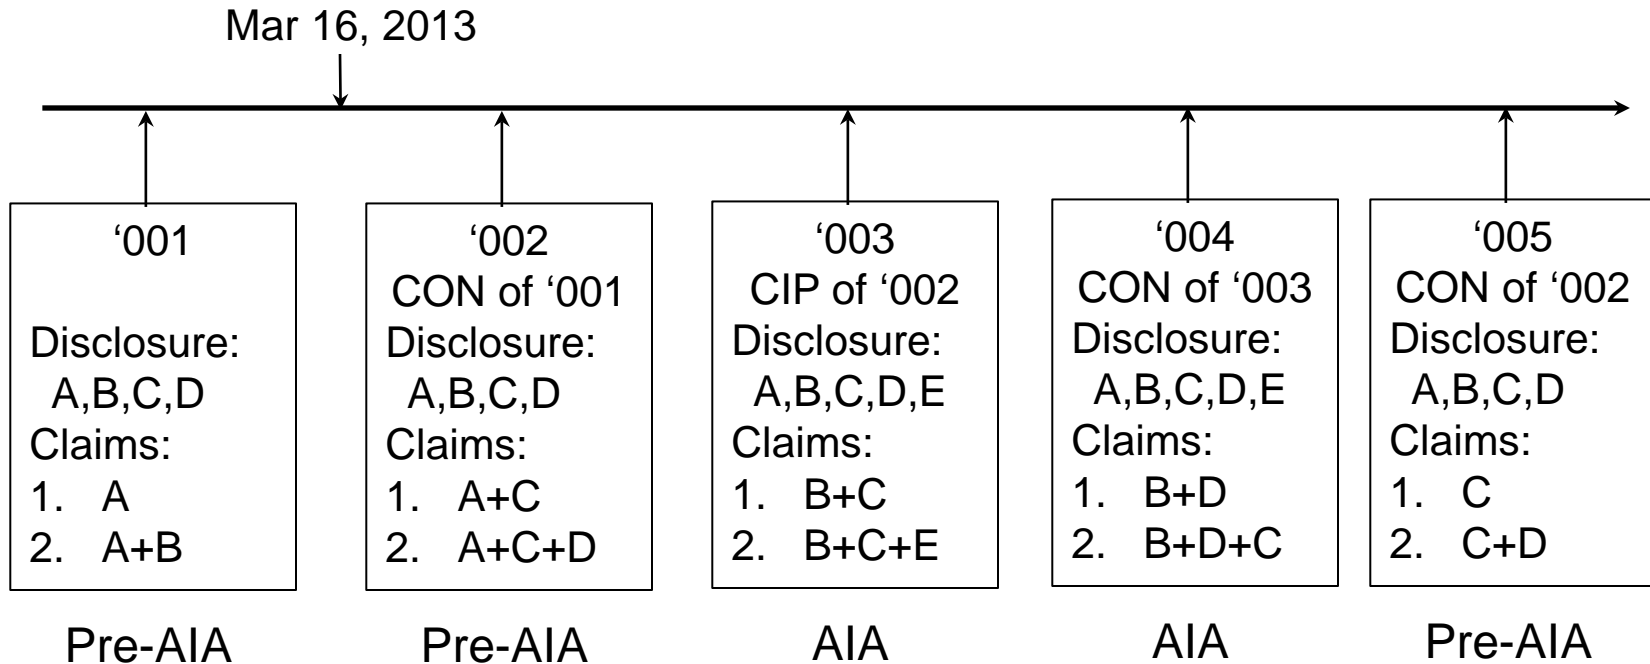 Mar 16, 2013
‘001
Disclosure:
A,B,C,D
Claims:
1. A
2. A+B
Pre-AIA
‘002
CON of ‘001
Disclosure:
A,B,C,D
Claims:
1. A+C
2. A+C+D
Pre-AIA
‘003
CIP of ‘002
Disclosure:
A,B,C,D,E
Claims:
1. B+C
2. B+C+E
AIA
‘004
CON of ‘003
Disclosure:
A,B,C,D,E
Claims:
1. B+D
2. B+D+C
AIA
‘005
CON of ‘002
Disclosure:
A,B,C,D
Claims:
1. C
2. C+D
Pre-AIA